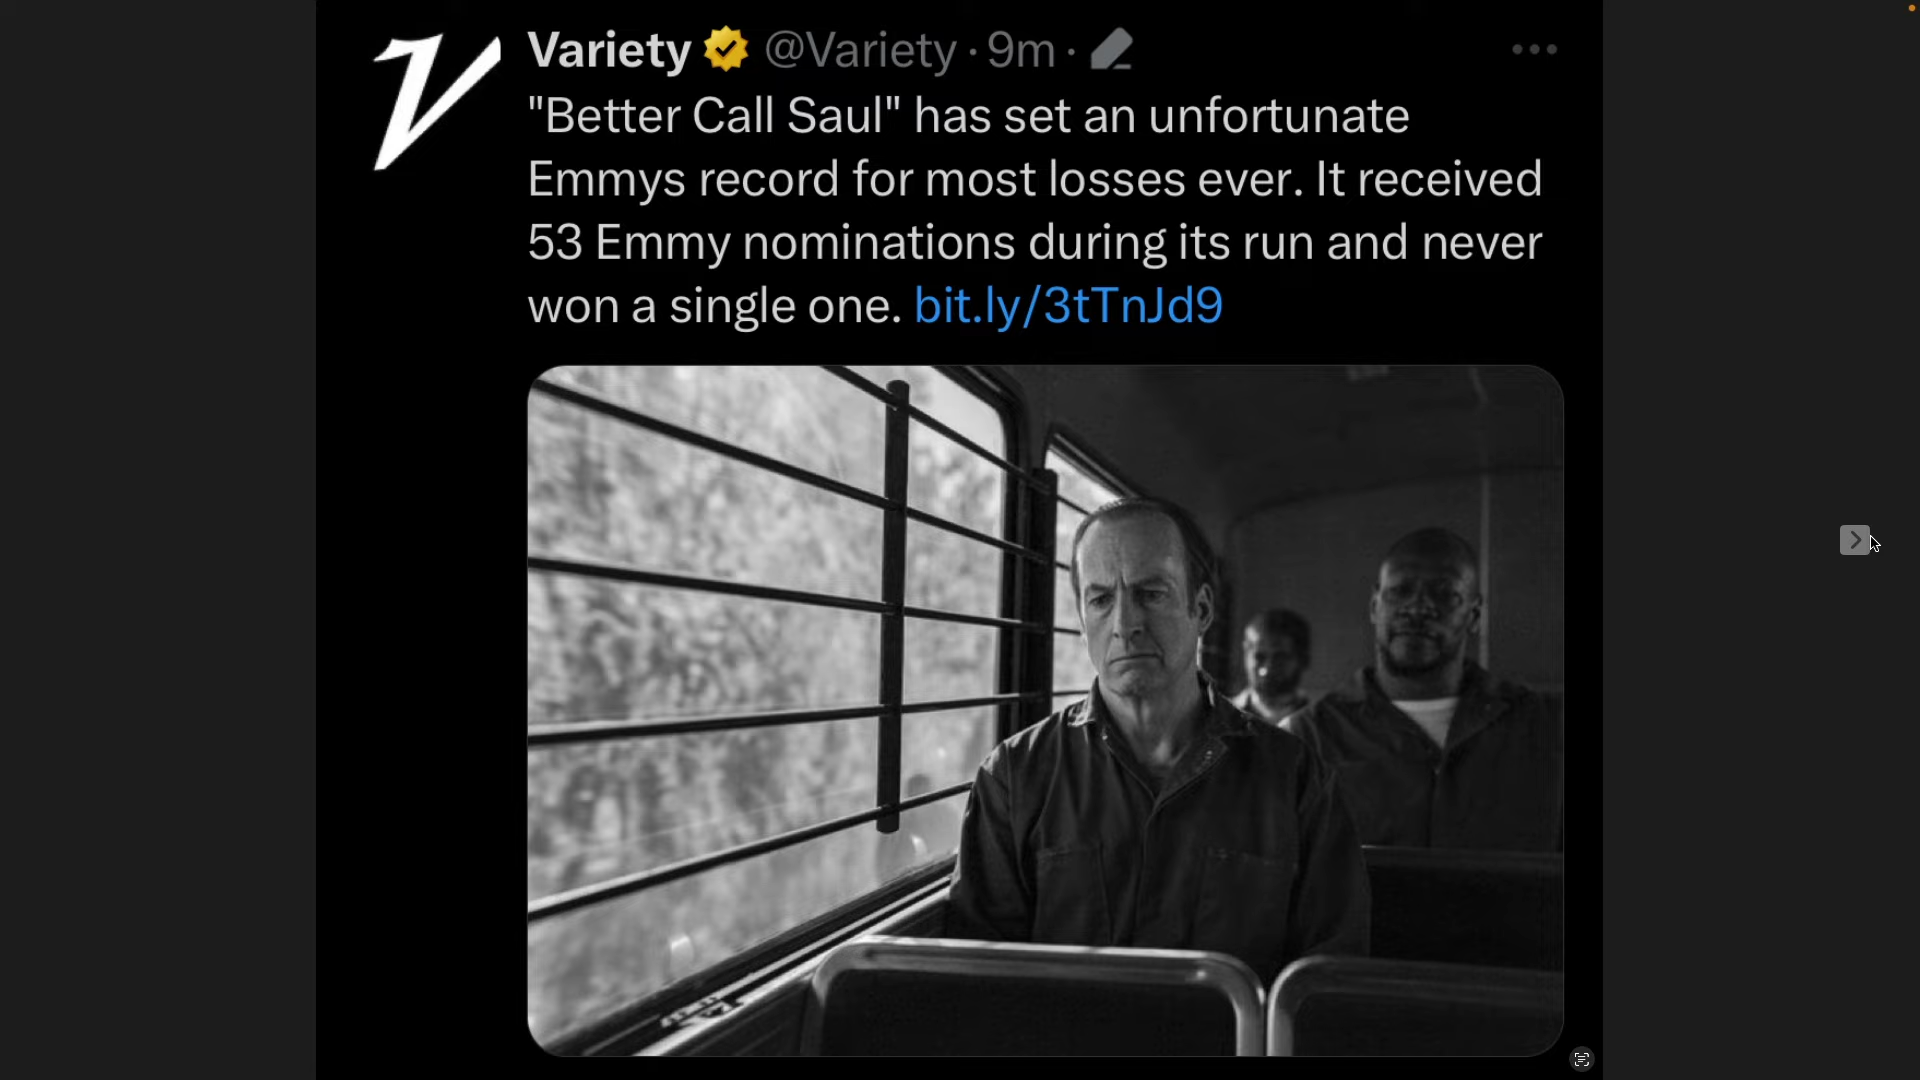 Variety @Variety · 9m ·
"Better Call Saul" has set an unfortunate
Emmys record for most losses ever. It received
53 Emmy nominations during its run and never
won a single one. bit.ly/3tTnJd9